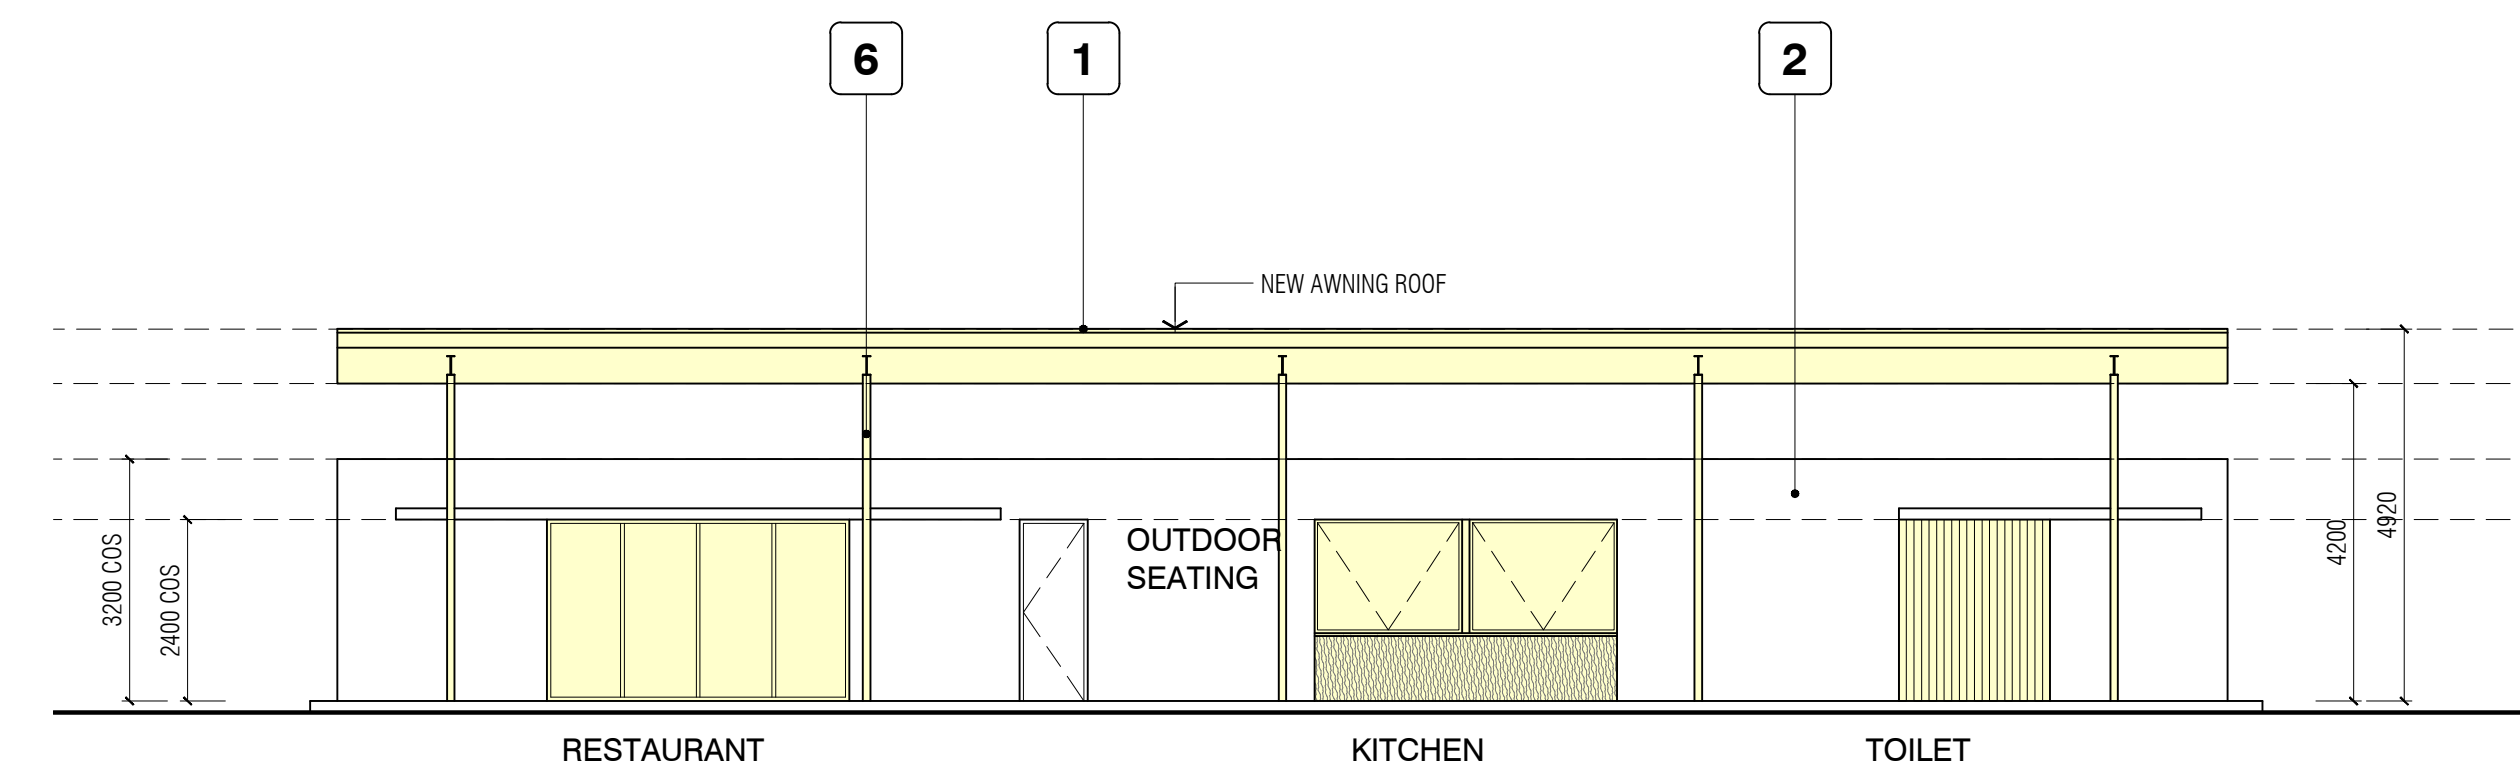 6
1
2
NEW AWNING ROOF
3200 COS
2400 COS
OUTDOOR
SEATING
4200
4920
RESTAURANT
KITCHEN
TOILET